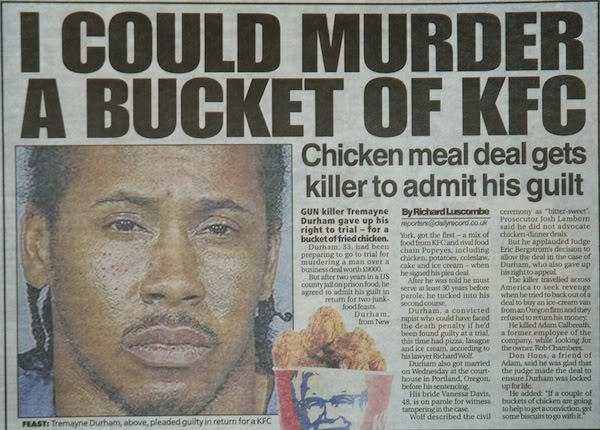 I COULD MURDER
A BUCKET OF KFC
Chicken meal deal gets
killer to admit his guilt
GUN killer Tremayne
Durham gave up his
right to trial – for a
bucket of fried chicken.
Durham, 33, had been
preparing to go to trial for
murdering a man over a
business deal worth £9000.
But after two years in a US
county jail on prison food, he
agreed to admit his guilt in
return for two junk-
food feasts.
Durham,
from New
By Richard Luscombe
reporters@dailyrecord.co.uk
York, got the first – a mix of
food from KFC and rival food
chain Popeyes, including
chicken, potatoes, coleslaw,
cake and ice cream – when
he signed his plea deal.
After he was told he must
serve at least 30 years before
parole, he tucked into his
second course.
Durham, a convicted
rapist who could have faced
the death penalty if he'd
been found guilty at a trial,
this time had pizza, lasagne
and ice cream, according to
his lawyer Richard Wolf.
Durham also got married
on Wednesday at the court-
house in Portland, Oregon,
before his sentencing.
His bride Vanessa Davis,
48, is on parole for witness
tampering in the case.
Wolf described the civil
ceremony as "bitter-sweet".
Prosecutor Josh Lamborn
said he did not advocate
chicken-dinner deals.
But he applauded Judge
Eric Bergstrom's decision to
allow the deal in the case of
Durham, who also gave up
his right to appeal.
The killer travelled across
America to seek revenge
when he tried to back out of a
deal to buy an ice-cream van
from an Oregon firm and they
refused to return his money.
He killed Adam Calbreath,
a former employee of the
company, while looking for
the owner, Rob Chambers.
Don Hons, a friend of
Adam, said he was glad that
the judge made the deal to
ensure Durham was locked
up for life.
He added: "If a couple of
buckets of chicken are going
to help get a conviction, get
some biscuits to go with it."
FEAST: Tremayne Durham, above, pleaded guilty in return for a KFC